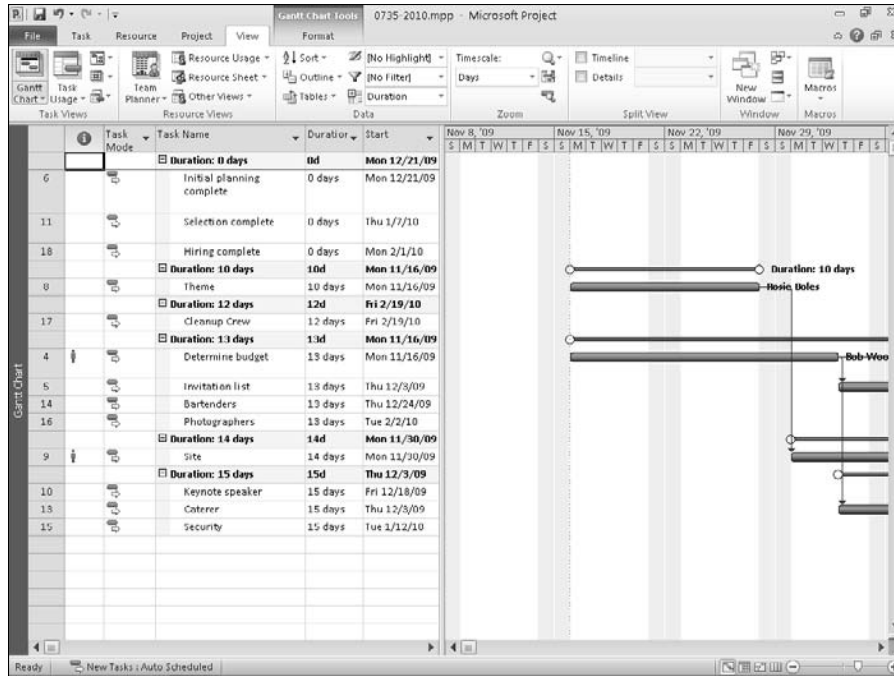 Gantt Chart Tools
0735-2010.mpp - Microsoft Project
File Task Resource Project View Format
Gantt Chart
Task Usage
Team Planner
Resource Usage
Resource Sheet
Other Views
Sort
Outline
Tables
[No Highlight]
[No Filter]
Duration
Timescale:
Days
Timeline
Details
New Window
Macros
Task Views Resource Views Data Zoom Split View Window Macros
Task Mode Task Name Duration Start
Nov 8, '09 Nov 15, '09 Nov 22, '09 Nov 29, '09
S M T W T F S S M T W T F S S M T W T F S S M T W T F S
Duration: 0 days 0d Mon 12/21/09
6 Initial planning complete 0 days Mon 12/21/09
11 Selection complete 0 days Thu 1/7/10
18 Hiring complete 0 days Mon 2/1/10
Duration: 10 days 10d Mon 11/16/09 Duration: 10 days
8 Theme 10 days Mon 11/16/09 Rosie Boles
Duration: 12 days 12d Fri 2/19/10
17 Cleanup Crew 12 days Fri 2/19/10
Duration: 13 days 13d Mon 11/16/09
4 Determine budget 13 days Mon 11/16/09 Bob Woo
5 Invitation list 13 days Thu 12/3/09
14 Bartenders 13 days Thu 12/24/09
16 Photographers 13 days Tue 2/2/10
Duration: 14 days 14d Mon 11/30/09
9 Site 14 days Mon 11/30/09
Duration: 15 days 15d Thu 12/3/09
10 Keynote speaker 15 days Fri 12/18/09
13 Caterer 15 days Thu 12/3/09
15 Security 15 days Tue 1/12/10
Gantt Chart
Ready New Tasks : Auto Scheduled